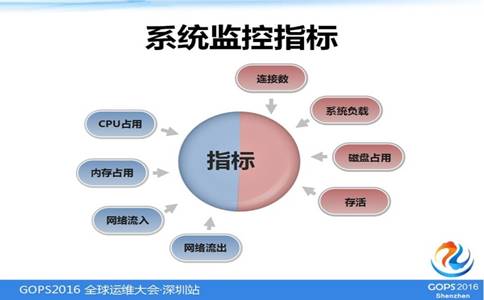 系统监控指标
连接数
系统负载
CPU占用
磁盘占用
指标
内存占用
存活
网络流入
网络流出
GOPS2016 全球运维大会·深圳站
GOPS2016
Shenzhen